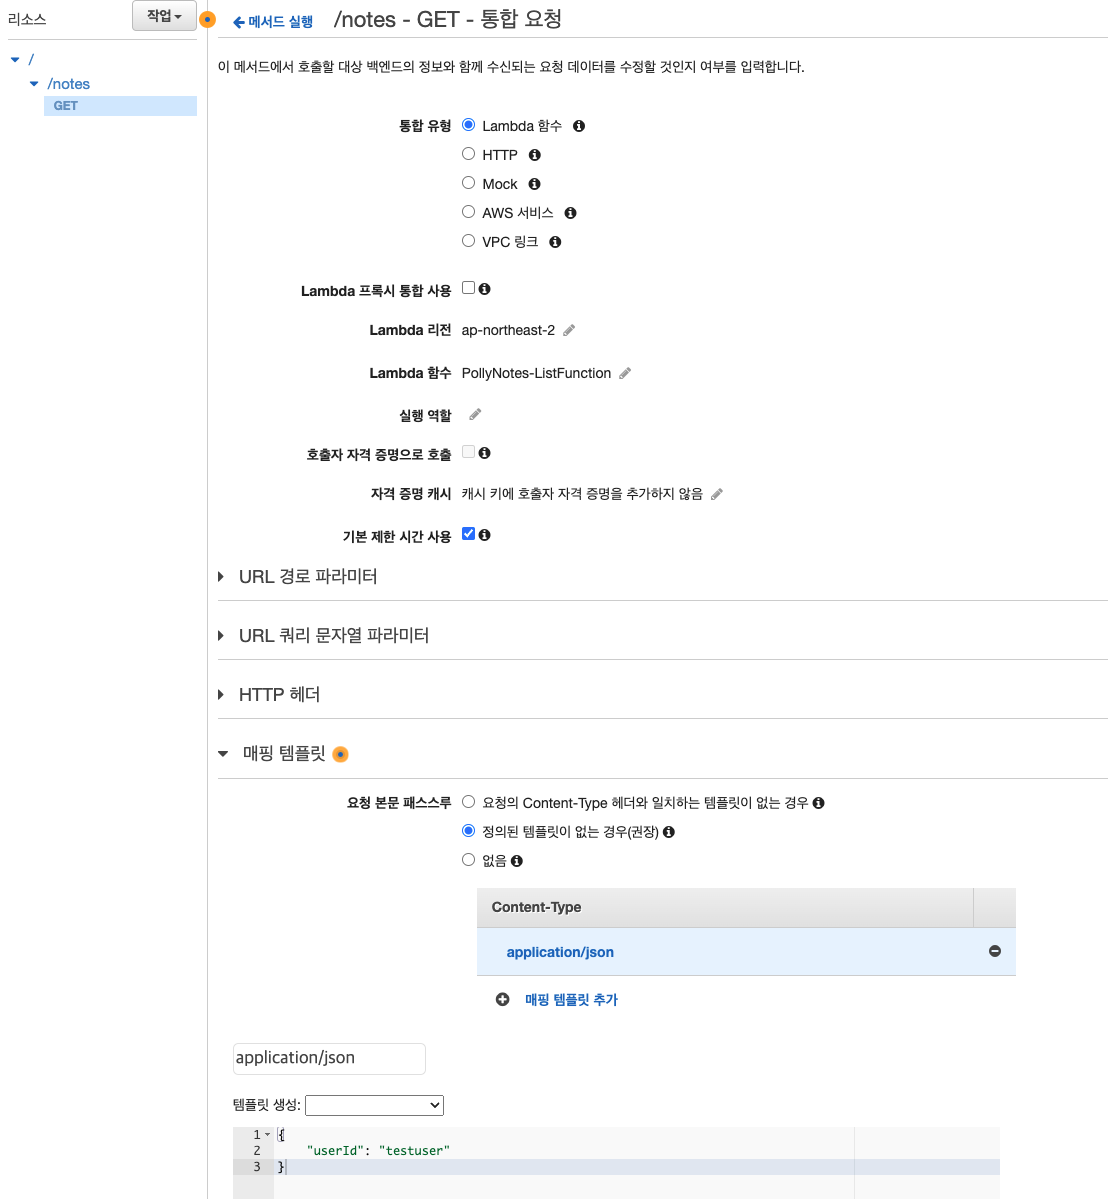 리소스
작업
메서드 실행
/notes - GET - 통합 요청
/
/notes
GET
이 메서드에서 호출할 대상 백엔드의 정보와 함께 수신되는 요청 데이터를 수정할 것인지 여부를 입력합니다.
통합 유형
Lambda 함수
HTTP
Mock
AWS 서비스
VPC 링크
Lambda 프록시 통합 사용
Lambda 리전 ap-northeast-2
Lambda 함수 PollyNotes-ListFunction
실행 역할
호출자 자격 증명으로 호출
자격 증명 캐시 캐시 키에 호출자 자격 증명을 추가하지 않음
기본 제한 시간 사용
URL 경로 파라미터
URL 쿼리 문자열 파라미터
HTTP 헤더
매핑 템플릿
요청 본문 패스스루
요청의 Content-Type 헤더와 일치하는 템플릿이 없는 경우
정의된 템플릿이 없는 경우(권장)
없음
Content-Type
application/json
매핑 템플릿 추가
application/json
템플릿 생성:
1 {
2 "userId": "testuser"
3 }